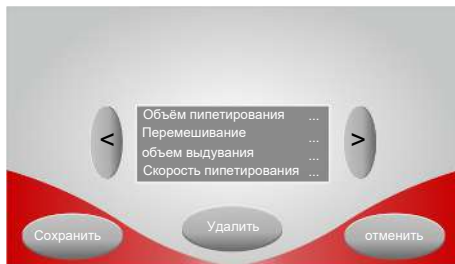 Объём пипетирования ...
Перемешивание ...
< >
объем выдувания ...
Скорость пипетирования ...
Удалить
Сохранить
отменить